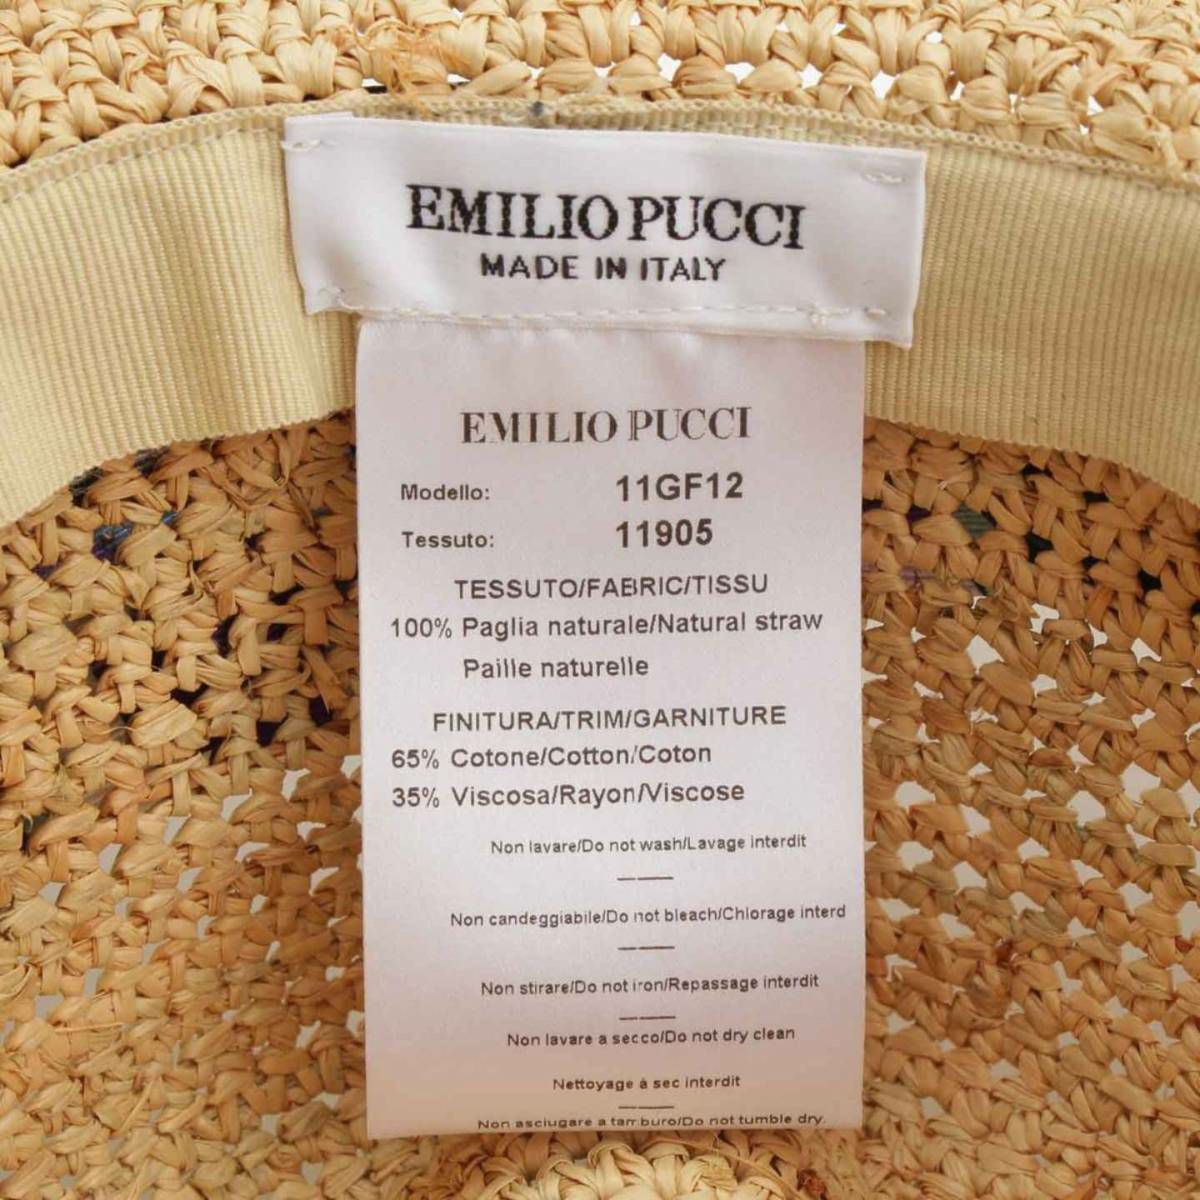 EMILIO PUCCI
MADE IN ITALY
EMILIO PUCCI
Modello: 11GF12
Tessuto: 11905
TESSUTO/FABRIC/TISSU
100% Paglia naturale/Natural straw
Paille naturelle
FINITURA/TRIM/GARNITURE
65% Cotone/Cotton/Coton
35% Viscosa/Rayon/Viscose
Non lavare/Do not wash/Lavage interdit
Non candeggiabile/Do not bleach/Chlorage interd
Non stirare/Do not iron/Repassage interdit
Non lavare a secco/Do not dry clean
Nettoyage à sec interdit
Non asciugare a tamburo/Do not tumble dry.